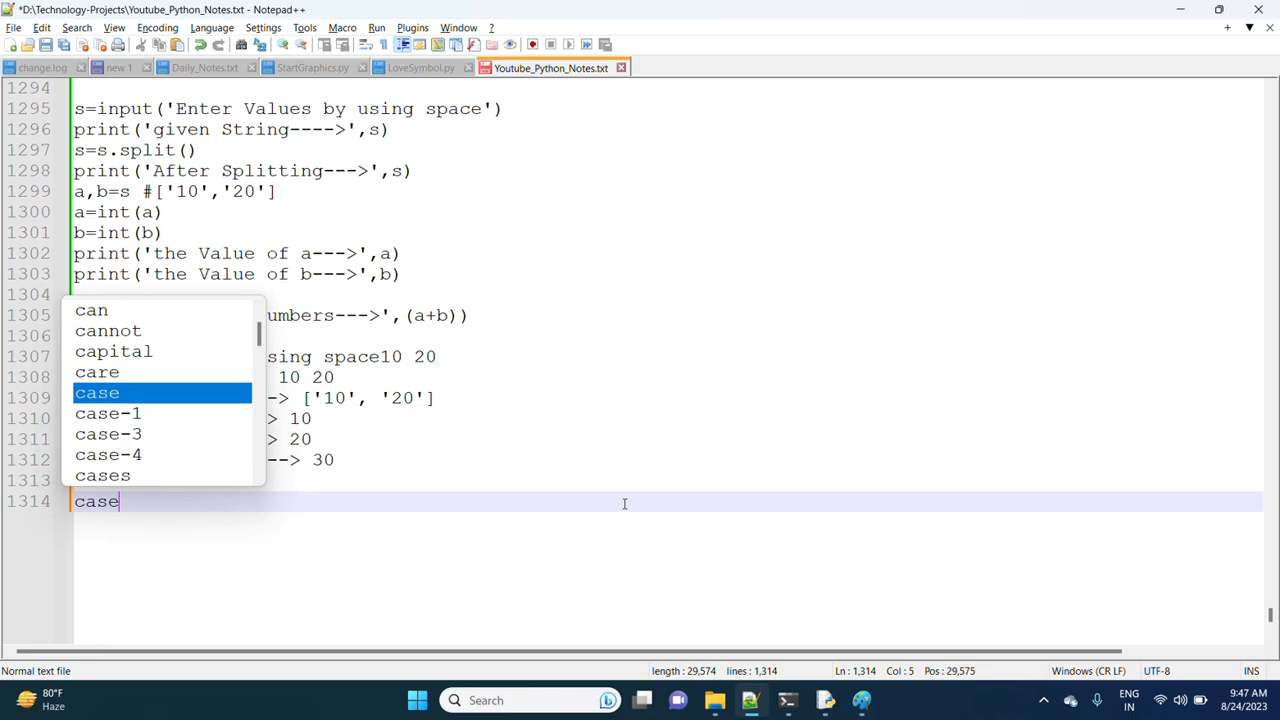 *D:\Technology-Projects\Youtube_Python_Notes.txt - Notepad++
File Edit Search View Encoding Language Settings Tools Macro Run Plugins Window ?
change.log new 1 Daily_Notes.txt StartGraphics.py LoveSymbol.py Youtube_Python_Notes.txt
1294
1295 s=input('Enter Values by using space')
1296 print('given String---->',s)
1297 s=s.split()
1298 print('After Splitting--->',s)
1299 a,b=s #['10','20']
1300 a=int(a)
1301 b=int(b)
1302 print('the Value of a--->',a)
1303 print('the Value of b--->',b)
1304
1305 umbers--->',(a+b))
1306
1307 sing space10 20
1308 10 20
1309 -> ['10', '20']
1310 > 10
1311 > 20
1312 --> 30
1313
1314 case
can
cannot
capital
care
case
case-1
case-3
case-4
cases
Normal text file length : 29,574 lines : 1,314 Ln : 1,314 Col : 5 Pos : 29,575 Windows (CR LF) UTF-8 INS
80°F
Haze
Search
ENG
IN
9:47 AM
8/24/2023